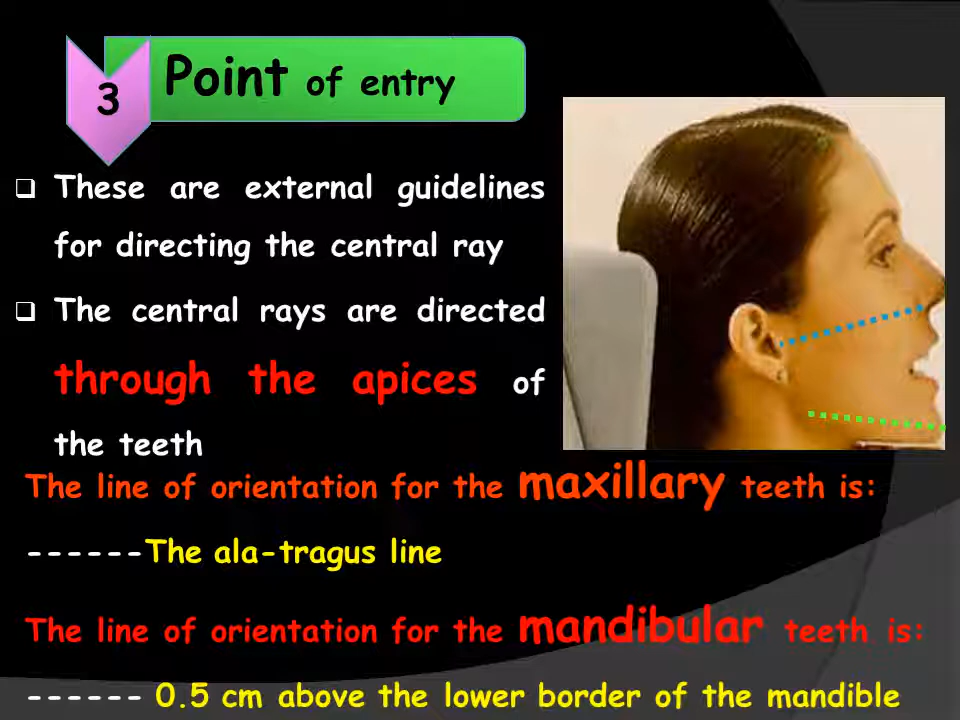 3
Point of entry
These are external guidelines
for directing the central ray
The central rays are directed
through the apices of
the teeth
The line of orientation for the maxillary teeth is:
------The ala-tragus line
The line of orientation for the mandibular teeth is:
------ 0.5 cm above the lower border of the mandible